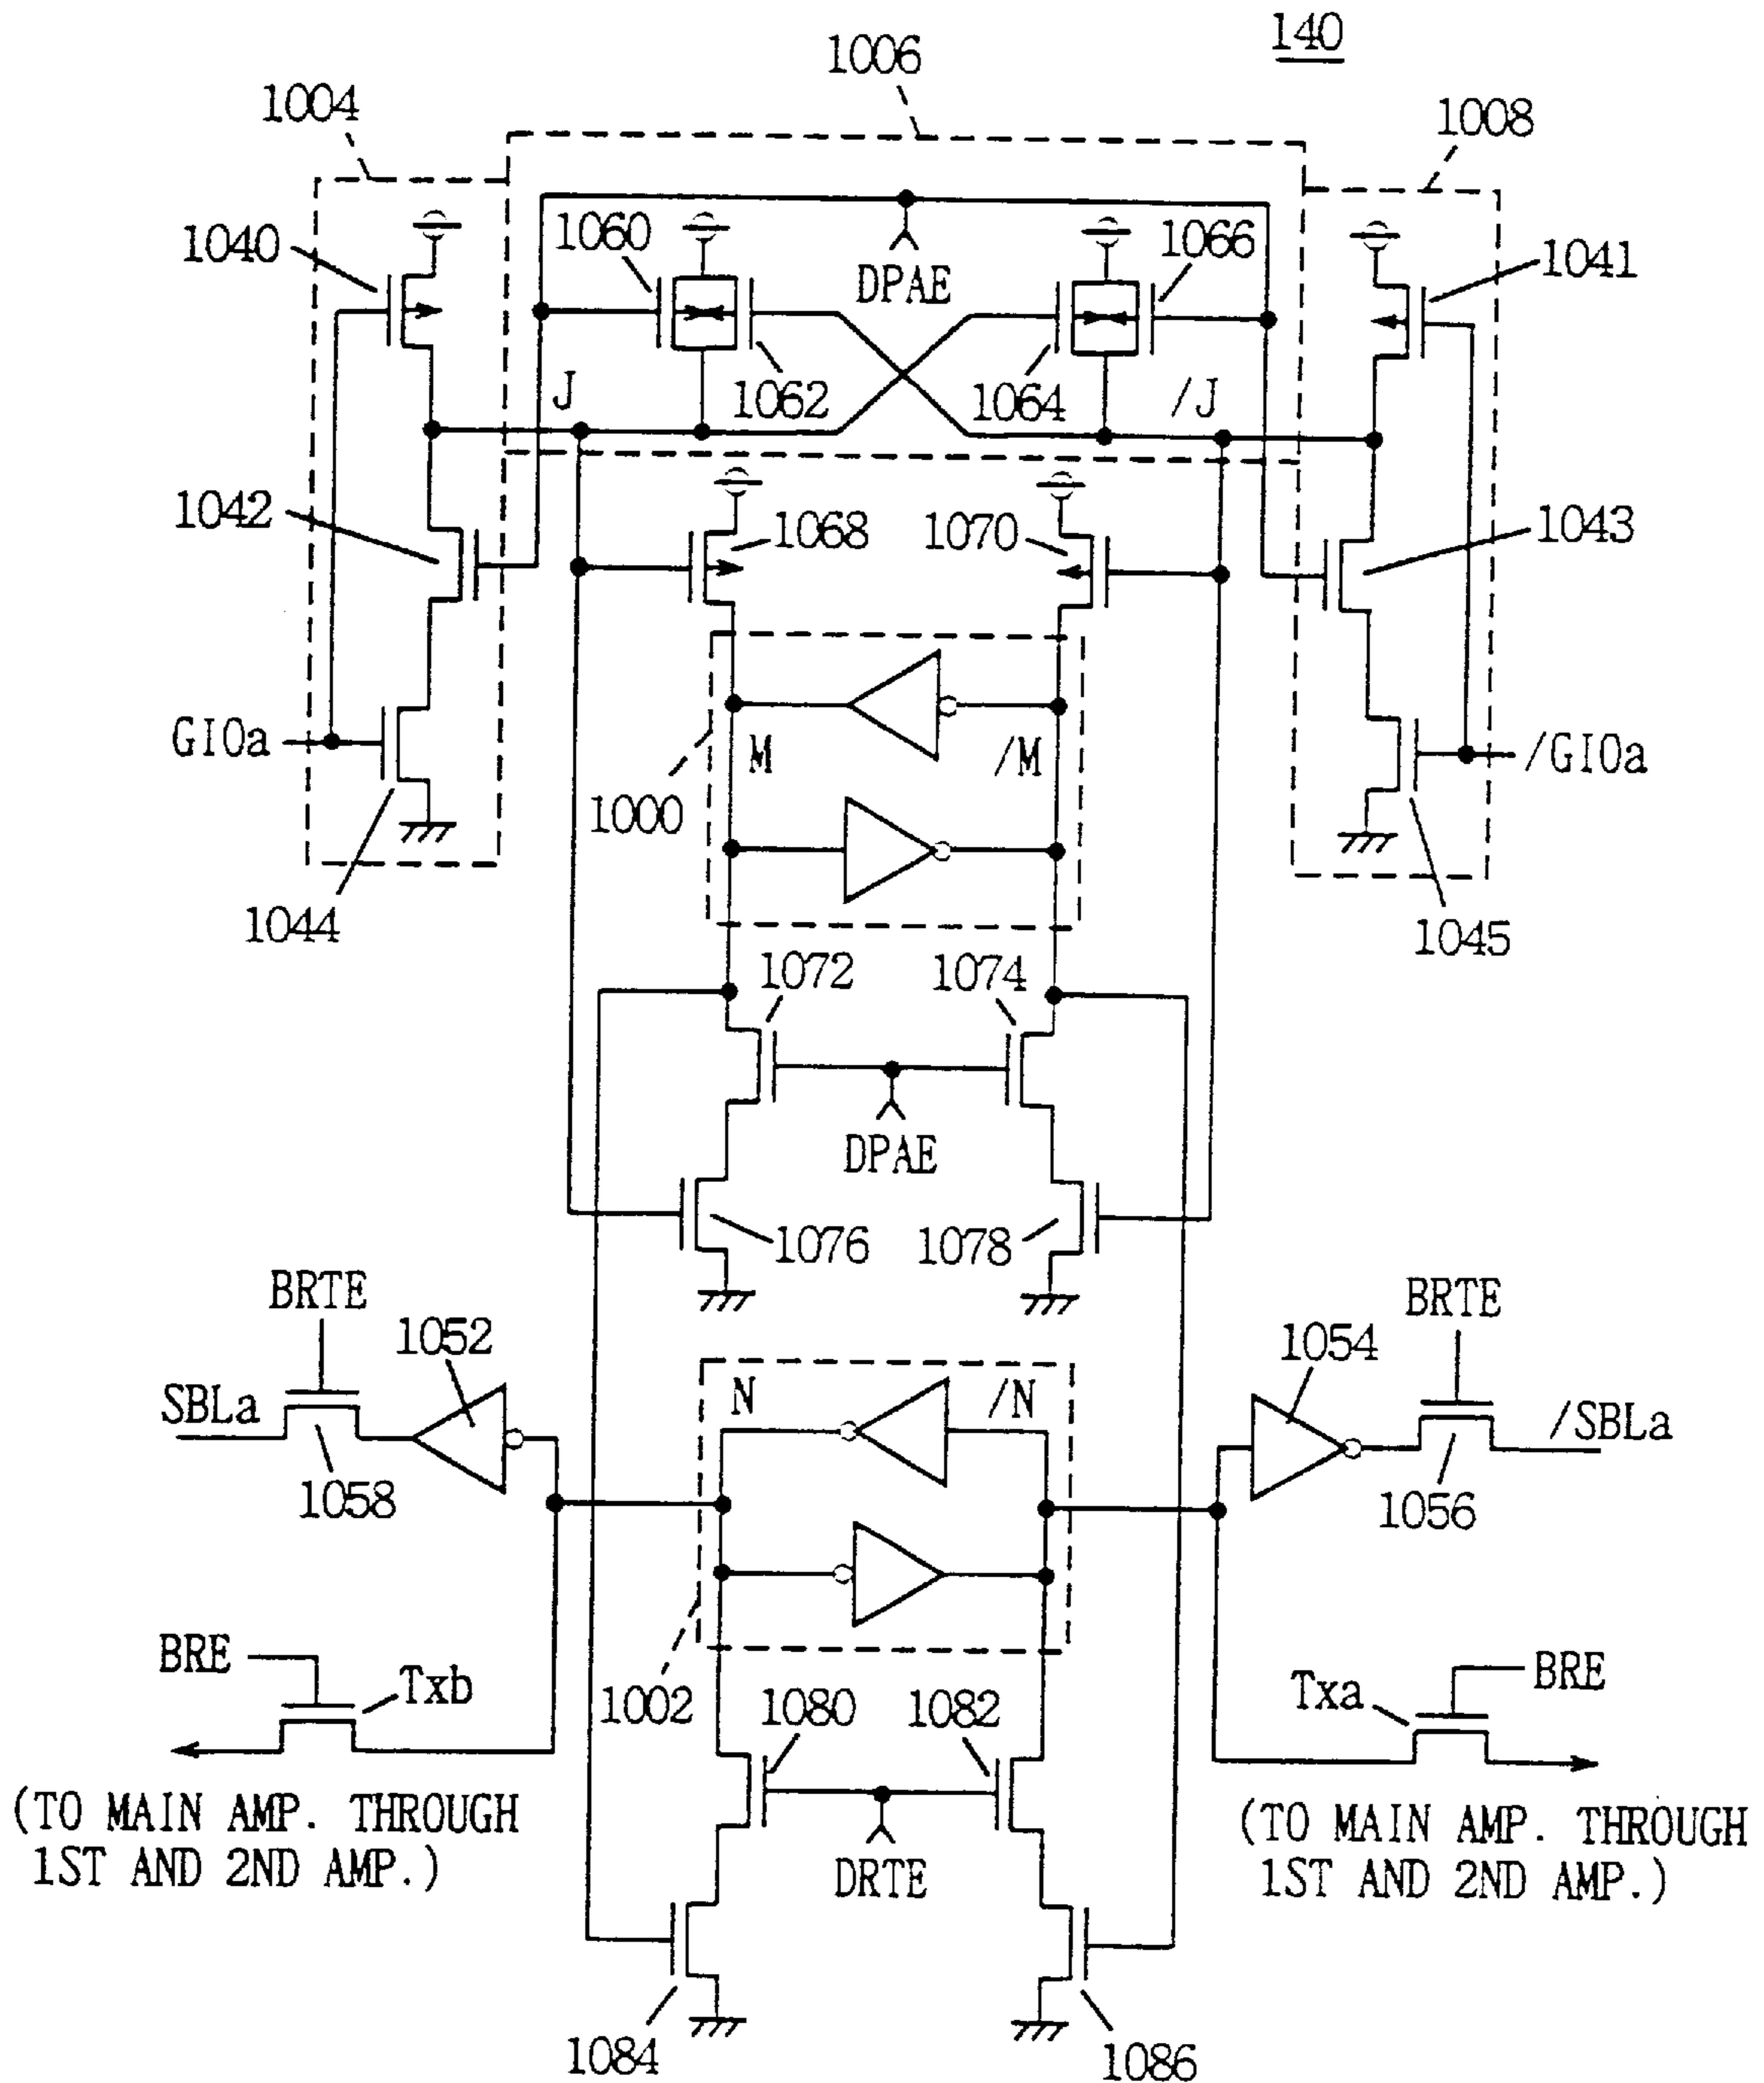 140
1006
1004
1008
1040
1060
DPAE
1066
1041
J
1062
1064
/J
1042
1068
1070
1043
GIOa
M
/M
/GIOa
1000
1044
1045
1072
1074
DPAE
1076
1078
BRTE
1052
1054
BRTE
SBLa
N
/N
/SBLa
1058
1056
BRE
Txb
1002
1080
1082
Txa
BRE
(TO MAIN AMP. THROUGH
1ST AND 2ND AMP.)
DRTE
(TO MAIN AMP. THROUGH
1ST AND 2ND AMP.)
1084
1086